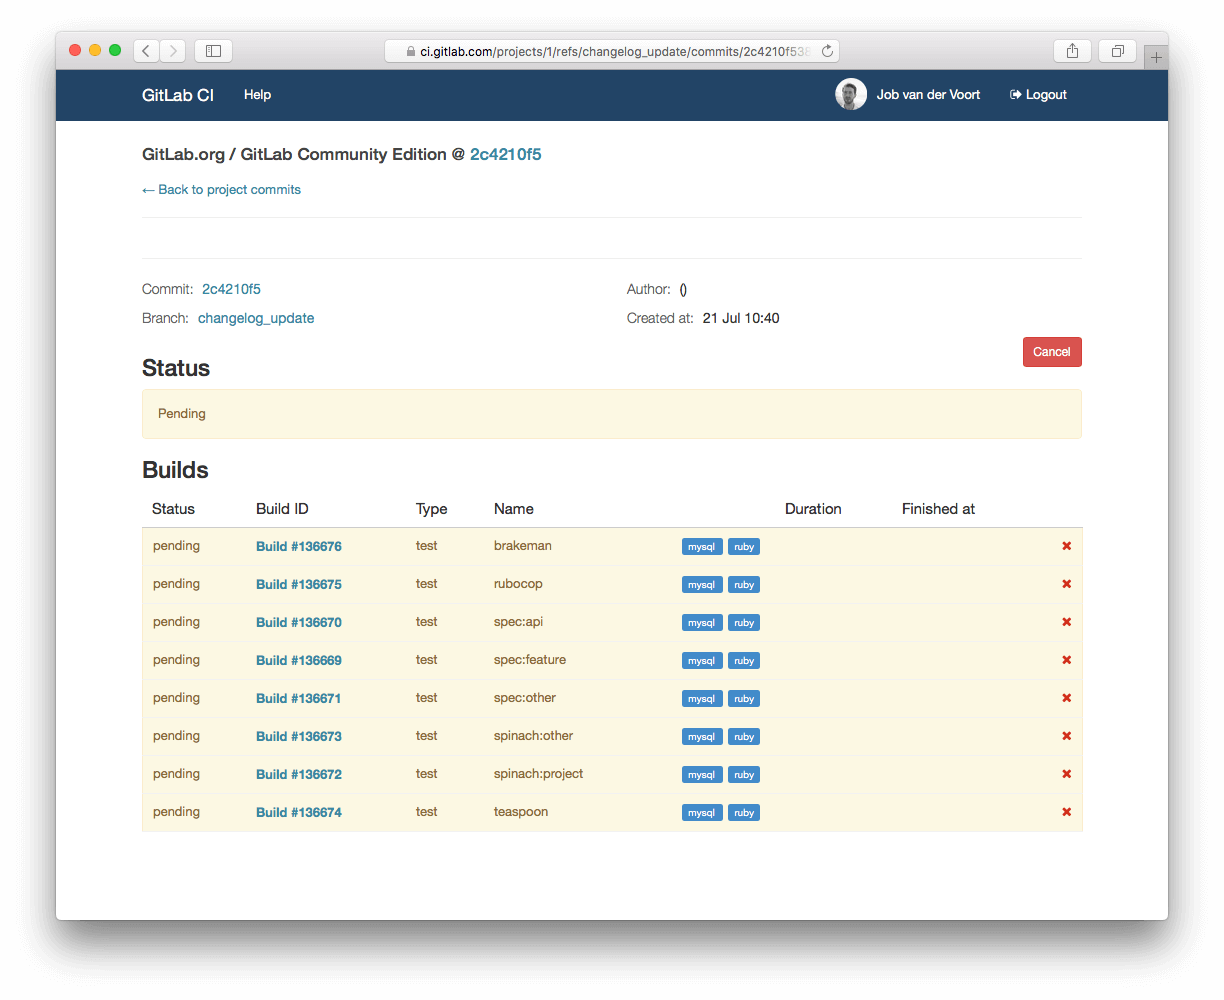 ci.gitlab.com/projects/1/refs/changelog_update/commits/2c4210f538
GitLab CI Help Job van der Voort Logout
GitLab.org / GitLab Community Edition @ 2c4210f5
← Back to project commits
Commit: 2c4210f5 Author: ()
Branch: changelog_update Created at: 21 Jul 10:40
Cancel
Status
Pending
Builds
Status Build ID Type Name Duration Finished at
pending Build #136676 test brakeman mysql ruby
pending Build #136675 test rubocop mysql ruby
pending Build #136670 test spec:api mysql ruby
pending Build #136669 test spec:feature mysql ruby
pending Build #136671 test spec:other mysql ruby
pending Build #136673 test spinach:other mysql ruby
pending Build #136672 test spinach:project mysql ruby
pending Build #136674 test teaspoon mysql ruby